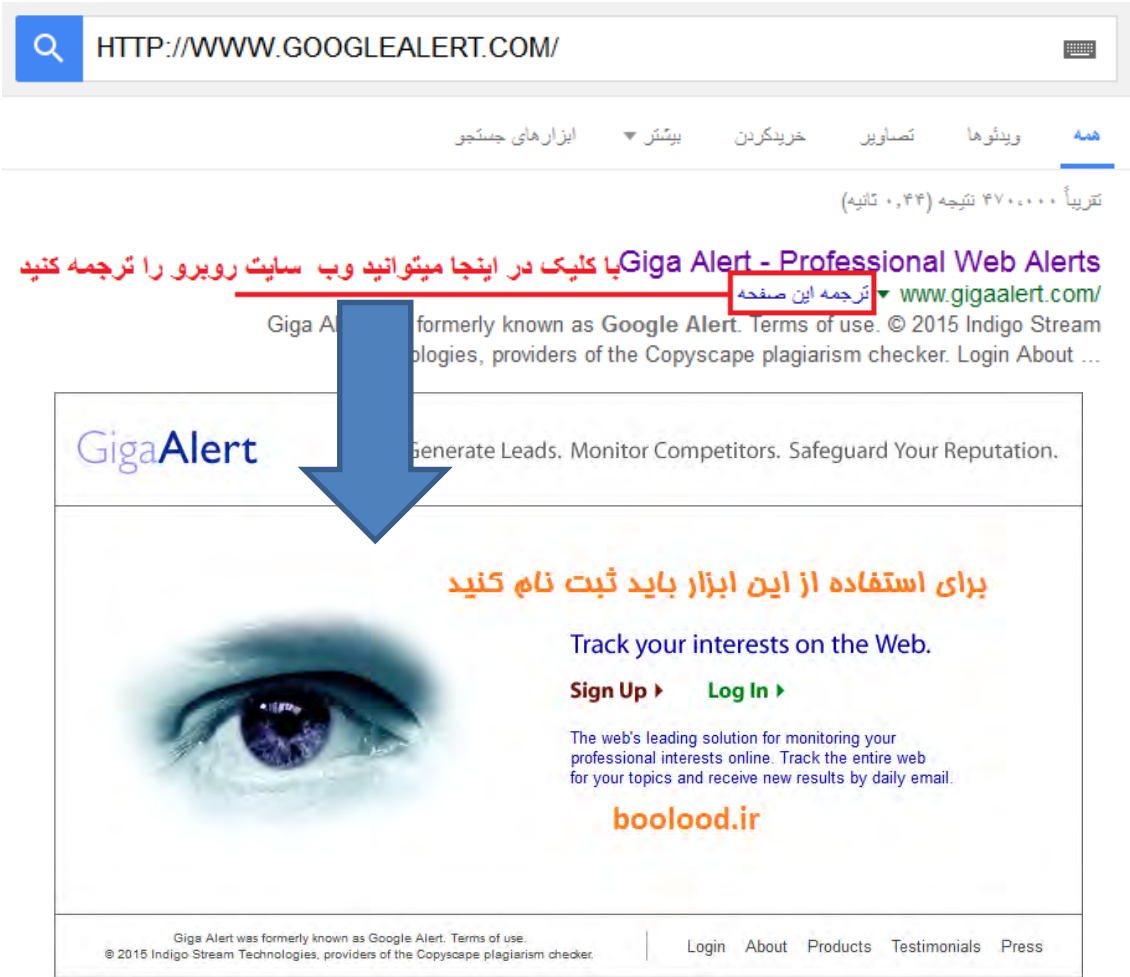 HTTP://WWW.GOOGLEALERT.COM/
همه ویدئوها تصاویر خریدکردن بیشتر ▼ ابزارهای جستجو
تقریباً ۴۷۰،۰۰۰ نتیجه (۰,۴۴ ثانیه)
Giga Alert - Professional Web Alerts
با کلیک در اینجا میتوانید وب سایت روبرو را ترجمه کنید
www.gigaalert.com/ ▼ ترجمه این صفحه
Giga Al formerly known as Google Alert. Terms of use. © 2015 Indigo Stream
ologies, providers of the Copyscape plagiarism checker. Login About ...
GigaAlert
Generate Leads. Monitor Competitors. Safeguard Your Reputation.
برای استفاده از این ابزار باید ثبت نام کنید
Track your interests on the Web.
Sign Up Log In
The web's leading solution for monitoring your
professional interests online. Track the entire web
for your topics and receive new results by daily email.
boolood.ir
Giga Alert was formerly known as Google Alert. Terms of use.
© 2015 Indigo Stream Technologies, providers of the Copyscape plagiarism checker.
Login About Products Testimonials Press